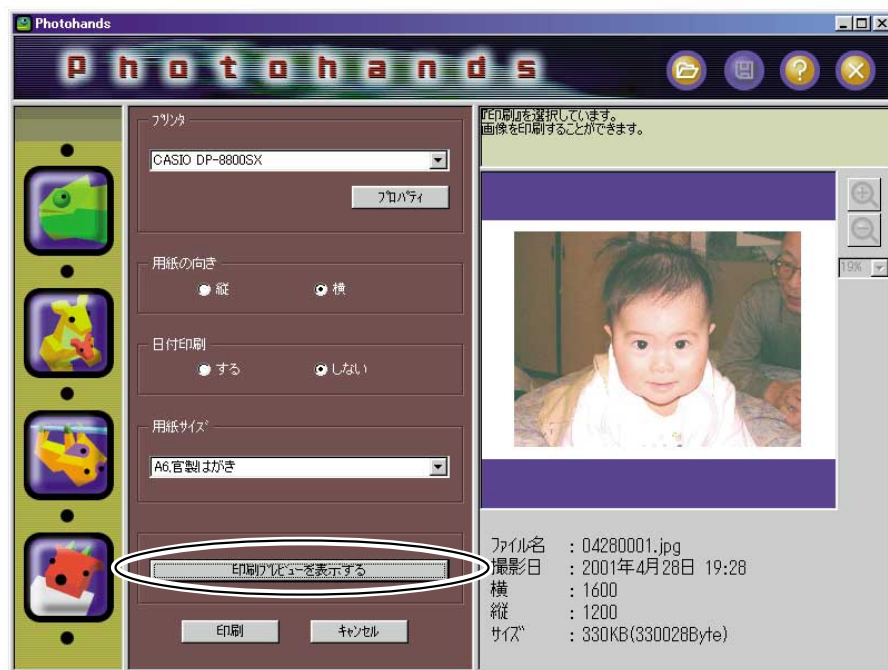 Photohands
Photohands
プリンタ
CASIO DP-8800SX
プロパティ
用紙の向き
縦 横
日付印刷
する しない
用紙サイズ
A6,官製はがき
印刷プレビューを表示する
印刷 キャンセル
『印刷』を選択しています。
画像を印刷することができます。
19%
ファイル名 : 04280001.jpg
撮影日 : 2001年4月28日 19:28
横 : 1600
縦 : 1200
サイズ : 330KB(330028Byte)